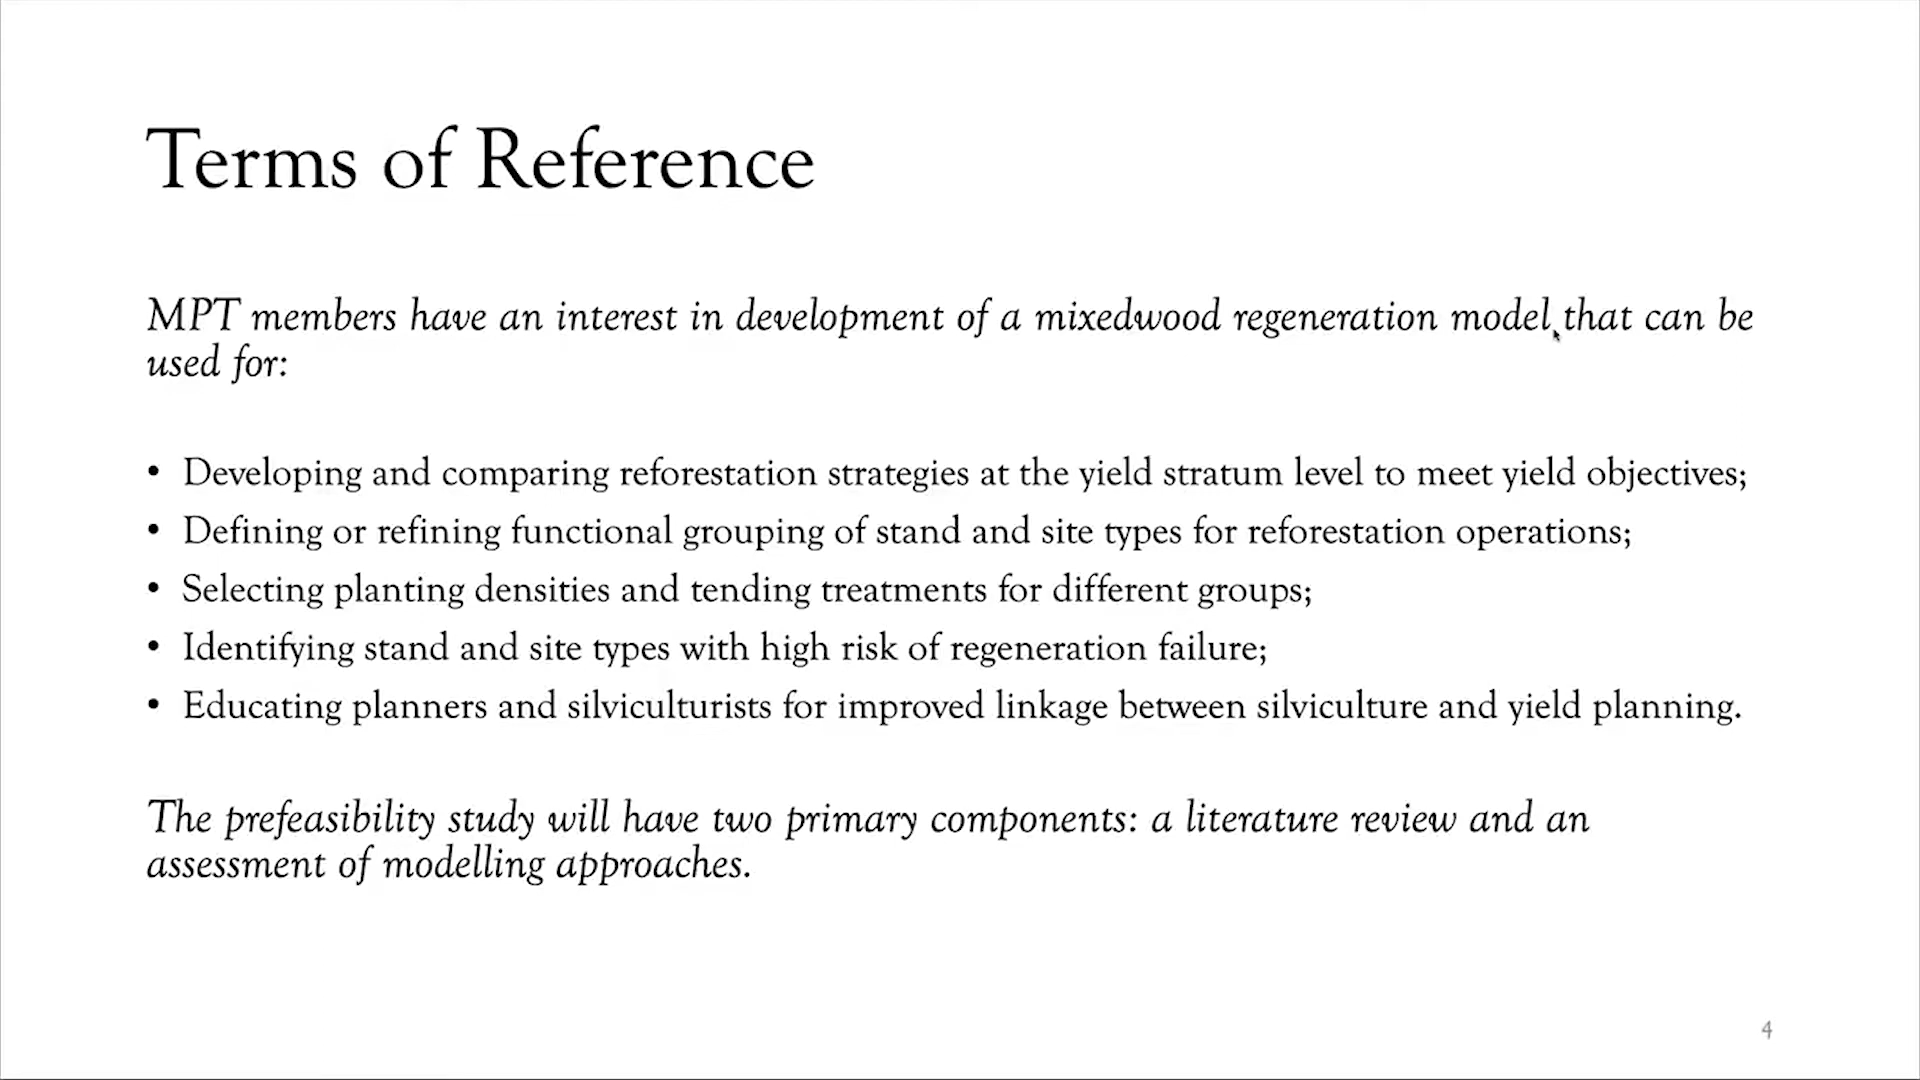 Terms of Reference
MPT members have an interest in development of a mixedwood regeneration model that can be
used for:
• Developing and comparing reforestation strategies at the yield stratum level to meet yield objectives;
• Defining or refining functional grouping of stand and site types for reforestation operations;
• Selecting planting densities and tending treatments for different groups;
• Identifying stand and site types with high risk of regeneration failure;
• Educating planners and silviculturists for improved linkage between silviculture and yield planning.
The prefeasibility study will have two primary components: a literature review and an
assessment of modelling approaches.
4